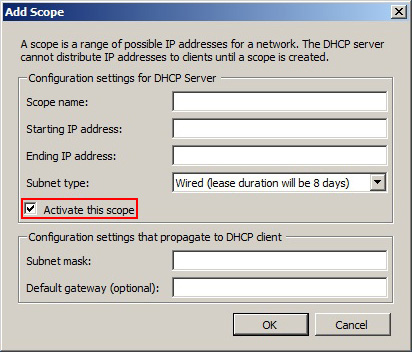 Add Scope
A scope is a range of possible IP addresses for a network. The DHCP server
cannot distribute IP addresses to clients until a scope is created.
Configuration settings for DHCP Server
Scope name:
Starting IP address:
Ending IP address:
Subnet type: Wired (lease duration will be 8 days)
Activate this scope
Configuration settings that propagate to DHCP client
Subnet mask:
Default gateway (optional):
OK Cancel